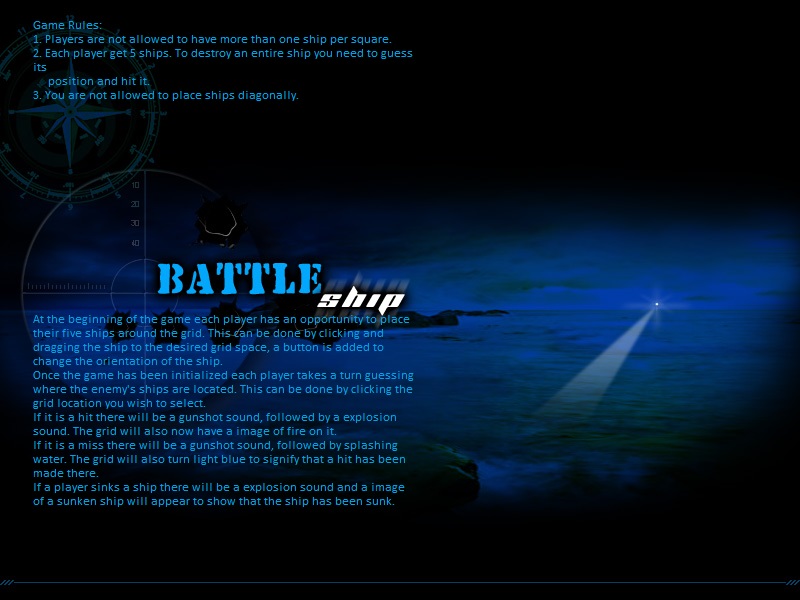 Game Rules:
1. Players are not allowed to have more than one ship per square.
2. Each player get 5 ships. To destroy an entire ship you need to guess
its
position and hit it.
3. You are not allowed to place ships diagonally.
10
20
30
40
BATTLE
ship
At the beginning of the game each player has an opportunity to place
their five ships around the grid. This can be done by clicking and
dragging the ship to the desired grid space, a button is added to
change the orientation of the ship.
Once the game has been initialized each player takes a turn guessing
where the enemy's ships are located. This can be done by clicking the
grid location you wish to select.
If it is a hit there will be a gunshot sound, followed by a explosion
sound. The grid will also now have a image of fire on it.
If it is a miss there will be a gunshot sound, followed by splashing
water. The grid will also turn light blue to signify that a hit has been
made there.
If a player sinks a ship there will be a explosion sound and a image
of a sunken ship will appear to show that the ship has been sunk.